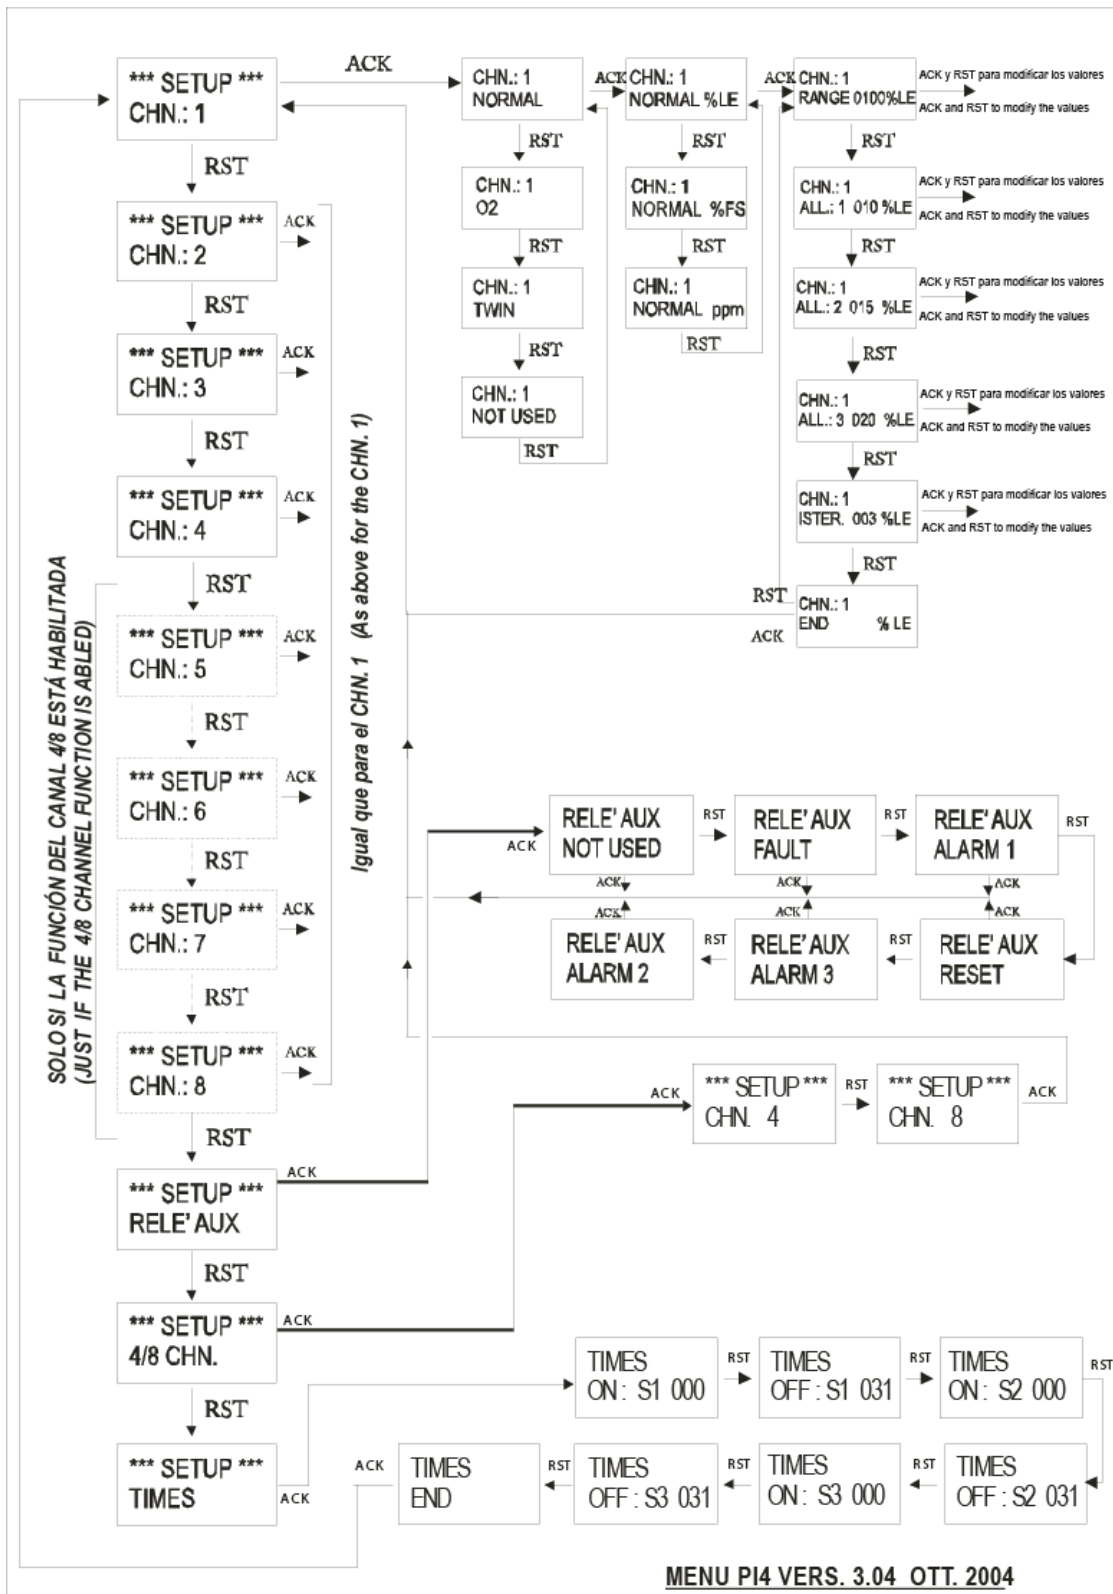 *** SETUP ***
CHN.: 1
ACK
CHN.: 1
NORMAL
ACK
CHN.: 1
NORMAL %LE
ACK
CHN.: 1
RANGE 0100%LE
ACK y RST para modificar los valores
ACK and RST to modify the values
RST
RST
RST
RST
*** SETUP ***
CHN.: 2
ACK
CHN.: 1
O2
CHN.: 1
NORMAL %FS
CHN.: 1
ALL.: 1 010 %LE
ACK y RST para modificar los valores
ACK and RST to modify the values
RST
RST
RST
RST
*** SETUP ***
CHN.: 3
ACK
CHN.: 1
TWIN
CHN.: 1
NORMAL ppm
CHN.: 1
ALL.: 2 015 %LE
ACK y RST para modificar los valores
ACK and RST to modify the values
RST
RST
RST
RST
CHN.: 1
NOT USED
RST
CHN.: 1
ALL.: 3 020 %LE
ACK y RST para modificar los valores
ACK and RST to modify the values
RST
*** SETUP ***
CHN.: 4
ACK
CHN.: 1
ISTER. 003 %LE
ACK y RST para modificar los valores
ACK and RST to modify the values
RST
RST
CHN.: 1
END % LE
RST
ACK
SOLO SI LA FUNCIÓN DEL CANAL 4/8 ESTÁ HABILITADA
(JUST IF THE 4/8 CHANNEL FUNCTION IS ABLED)
Igual que para el CHN. 1 (As above for the CHN. 1)
*** SETUP ***
CHN.: 5
ACK
RST
*** SETUP ***
CHN.: 6
ACK
RST
*** SETUP ***
CHN.: 7
ACK
RST
*** SETUP ***
CHN.: 8
ACK
RST
*** SETUP ***
RELE' AUX
ACK
ACK
RELE' AUX
NOT USED
RST
RELE' AUX
FAULT
RST
RELE' AUX
ALARM 1
RST
ACK
ACK
ACK
ACK
ACK
ACK
RELE' AUX
ALARM 2
RST
RELE' AUX
ALARM 3
RST
RELE' AUX
RESET
RST
*** SETUP ***
4/8 CHN.
ACK
ACK
*** SETUP ***
CHN. 4
RST
*** SETUP ***
CHN. 8
ACK
RST
*** SETUP ***
TIMES
ACK
TIMES
ON : S1 000
RST
TIMES
OFF : S1 031
RST
TIMES
ON : S2 000
RST
ACK
TIMES
END
RST
TIMES
OFF : S3 031
RST
TIMES
ON : S3 000
RST
TIMES
OFF : S2 031
MENU PI4 VERS. 3.04 OTT. 2004